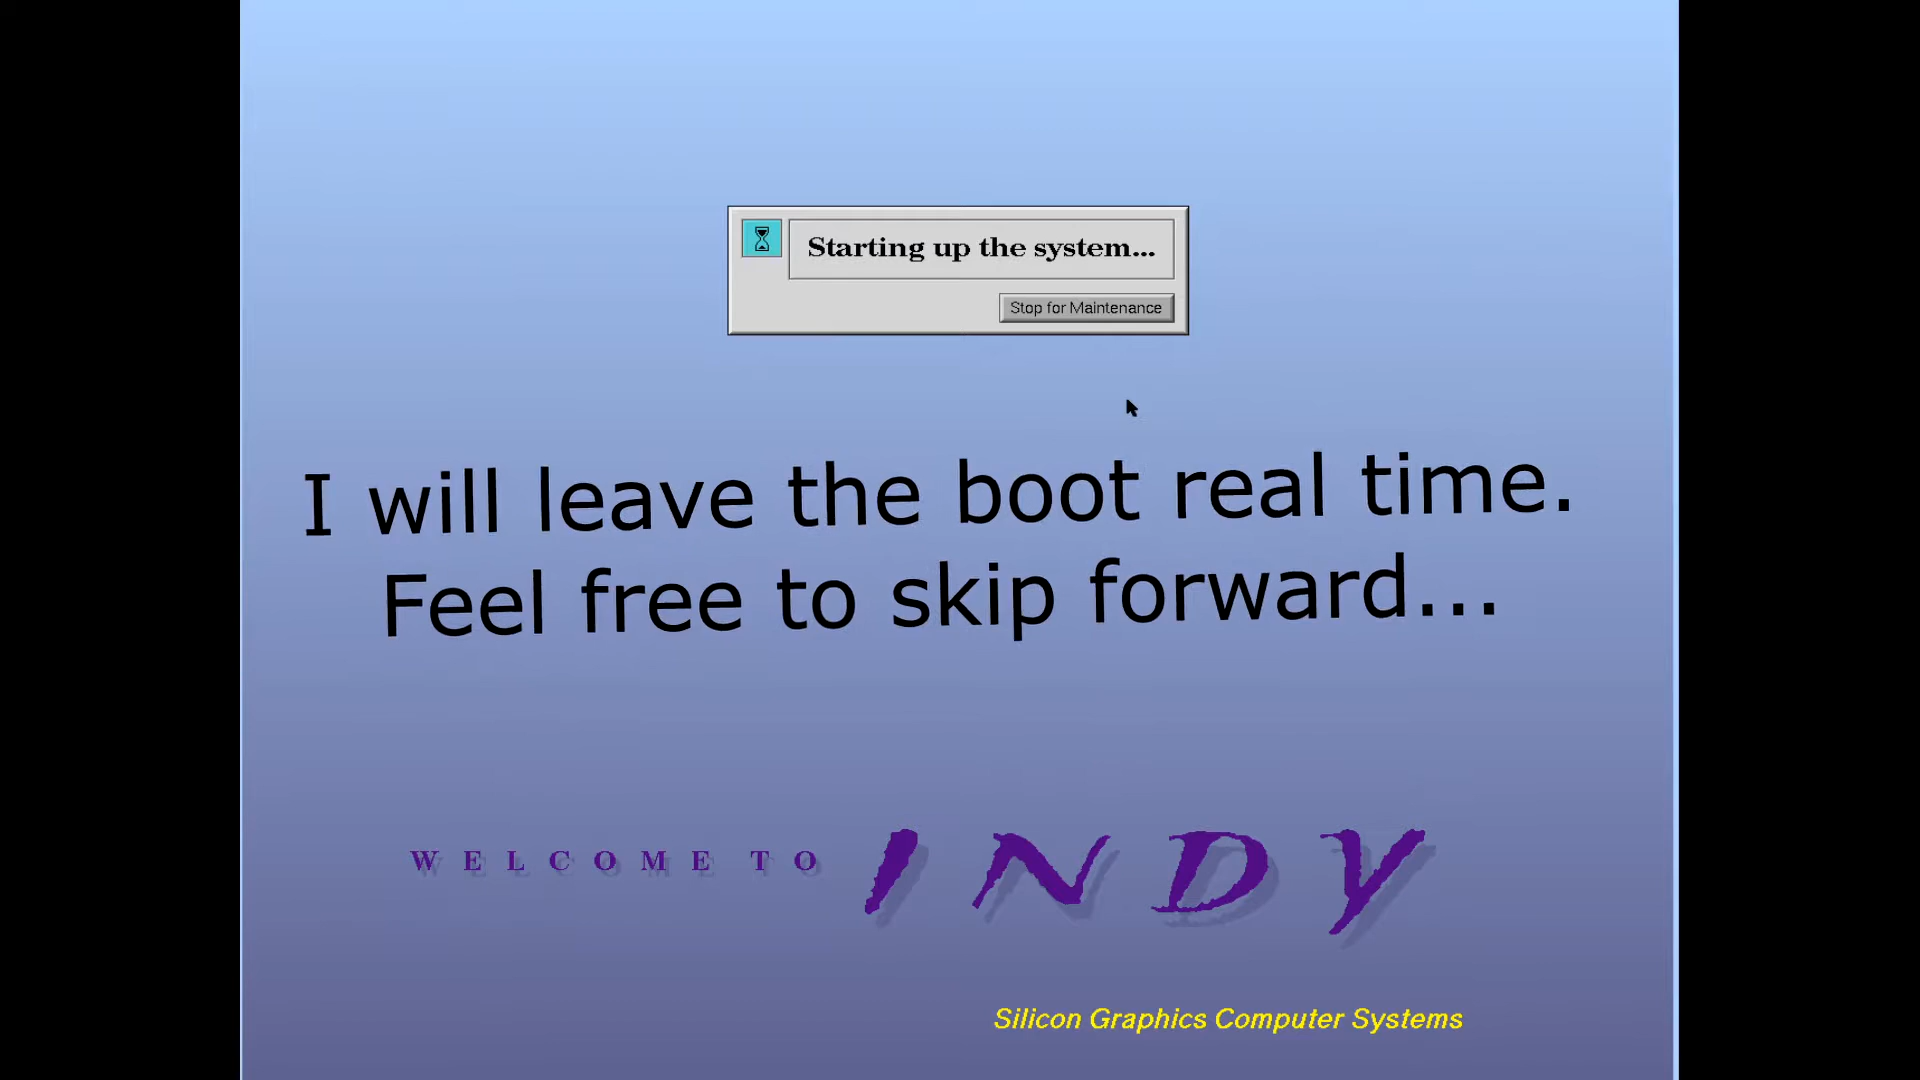 Starting up the system...
Stop for Maintenance
I will leave the boot real time.
Feel free to skip forward...
WELCOME TO INDY
Silicon Graphics Computer Systems